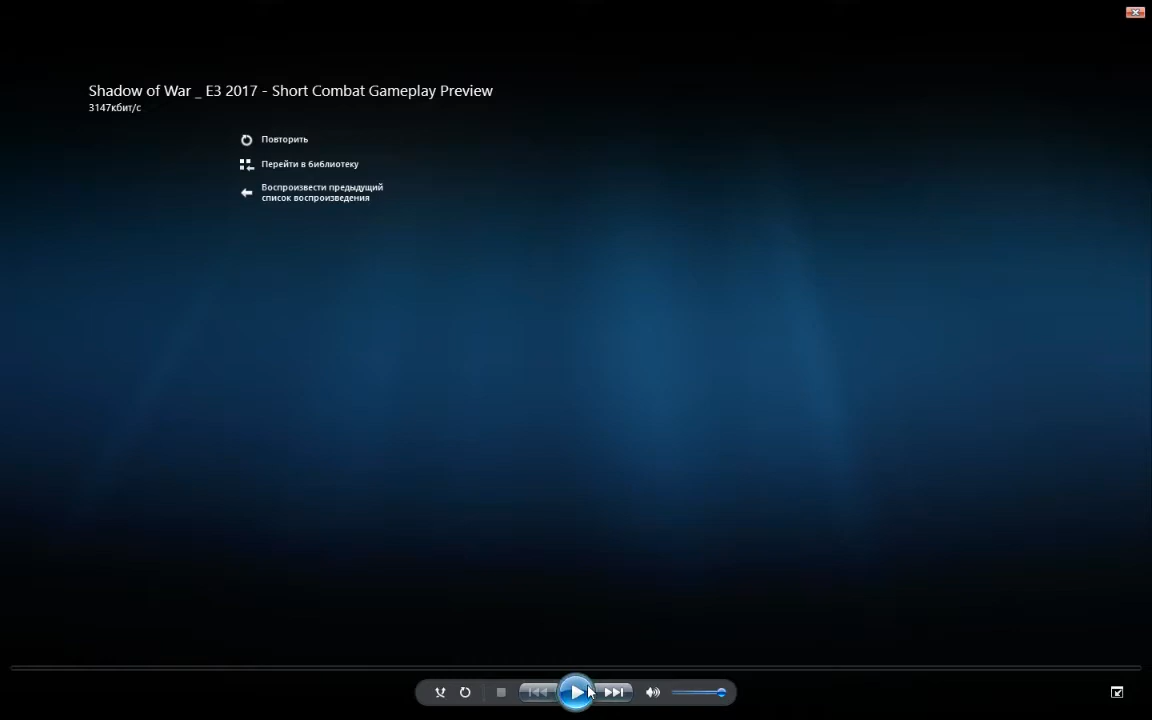 Shadow of War _ E3 2017 - Short Combat Gameplay Preview
3147кбит/с
Повторить
Перейти в библиотеку
Воспроизвести предыдущий
список воспроизведения